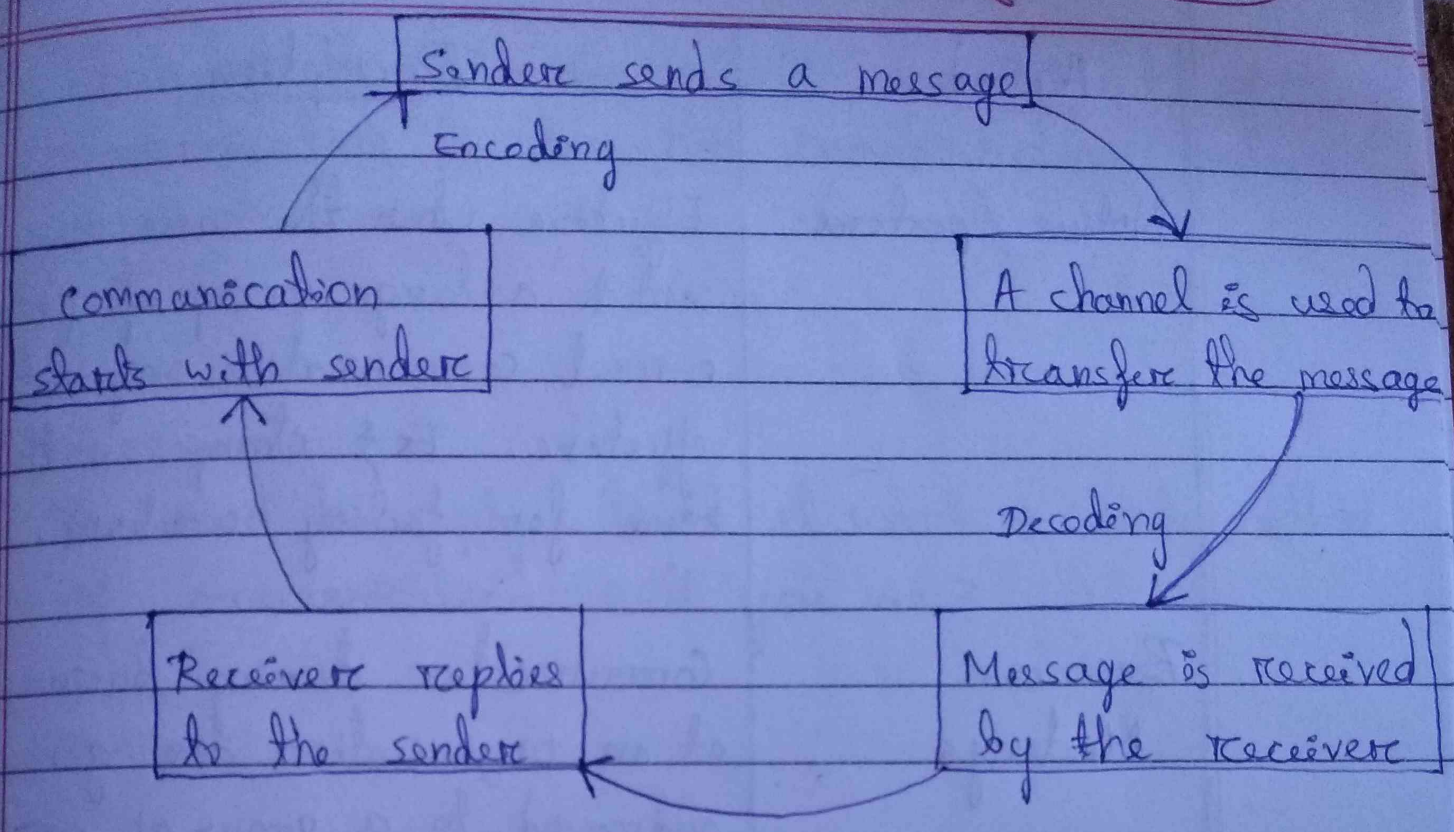 Sender sends a message
Encoding
communication
starts with sender
A channel is used to
transfer the message
Decoding
Receiver replies
to the sender
Message is received
by the receiver